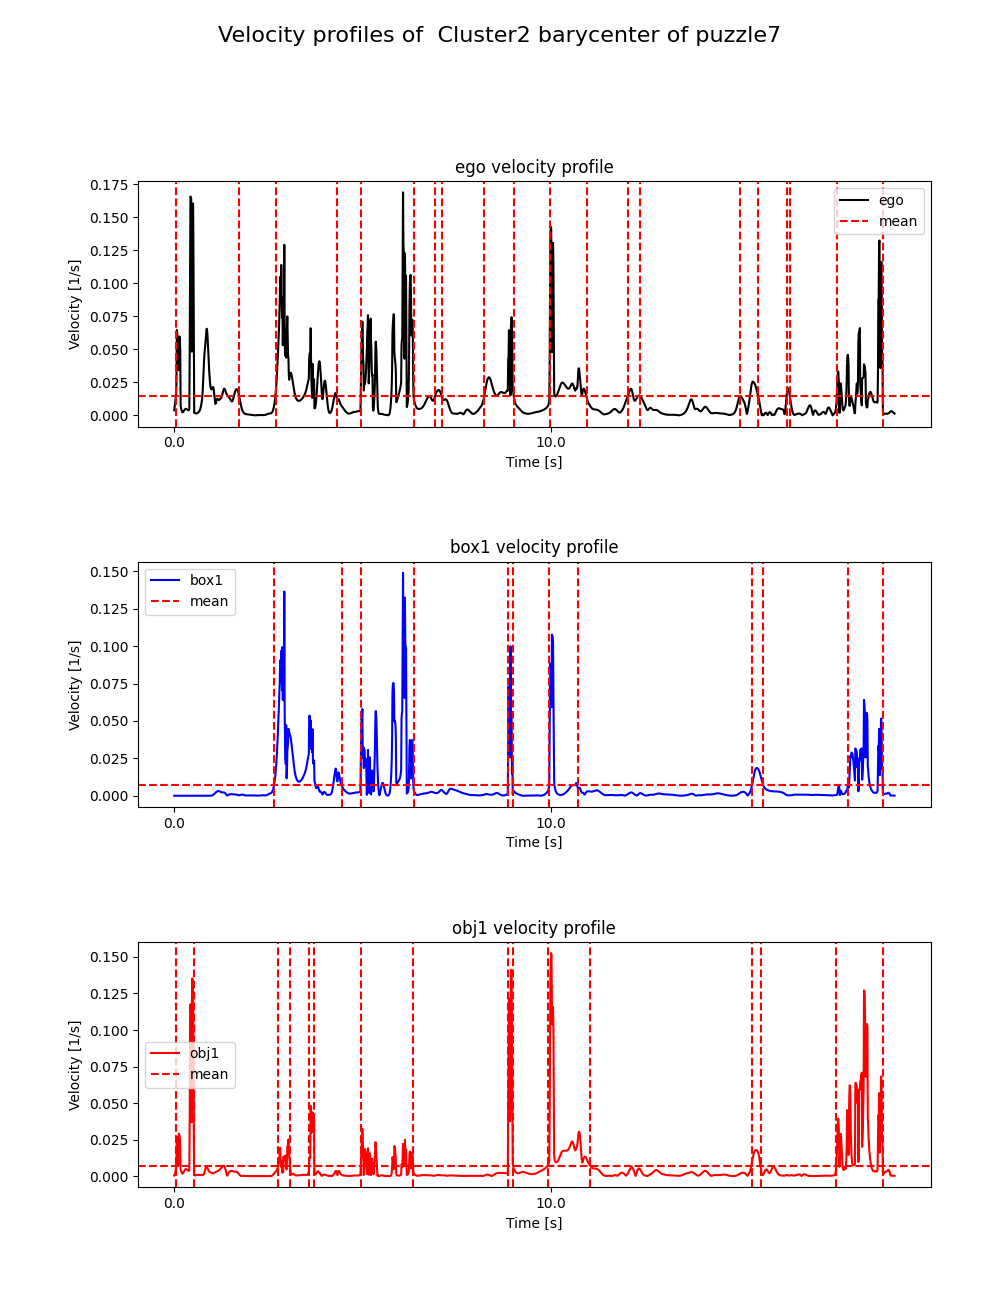 Velocity profiles of  Cluster2 barycenter of puzzle7
ego velocity profile
0.175
0.150
0.125
0.100
0.075
0.050
0.025
0.000
Velocity [1/s]
ego
mean
0.0
10.0
Time [s]
box1 velocity profile
0.150
0.125
0.100
0.075
0.050
0.025
0.000
Velocity [1/s]
box1
mean
0.0
10.0
Time [s]
obj1 velocity profile
0.150
0.125
0.100
0.075
0.050
0.025
0.000
Velocity [1/s]
obj1
mean
0.0
10.0
Time [s]